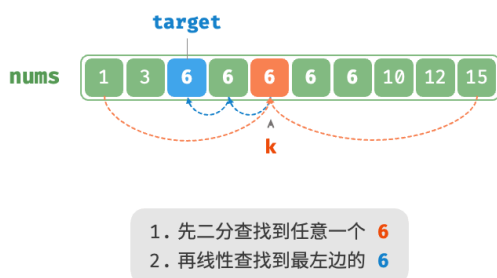 target
nums 1 3 6 6 6 6 6 10 12 15
k
1. 先二分查找到任意一个 6
2. 再线性查找到最左边的 6